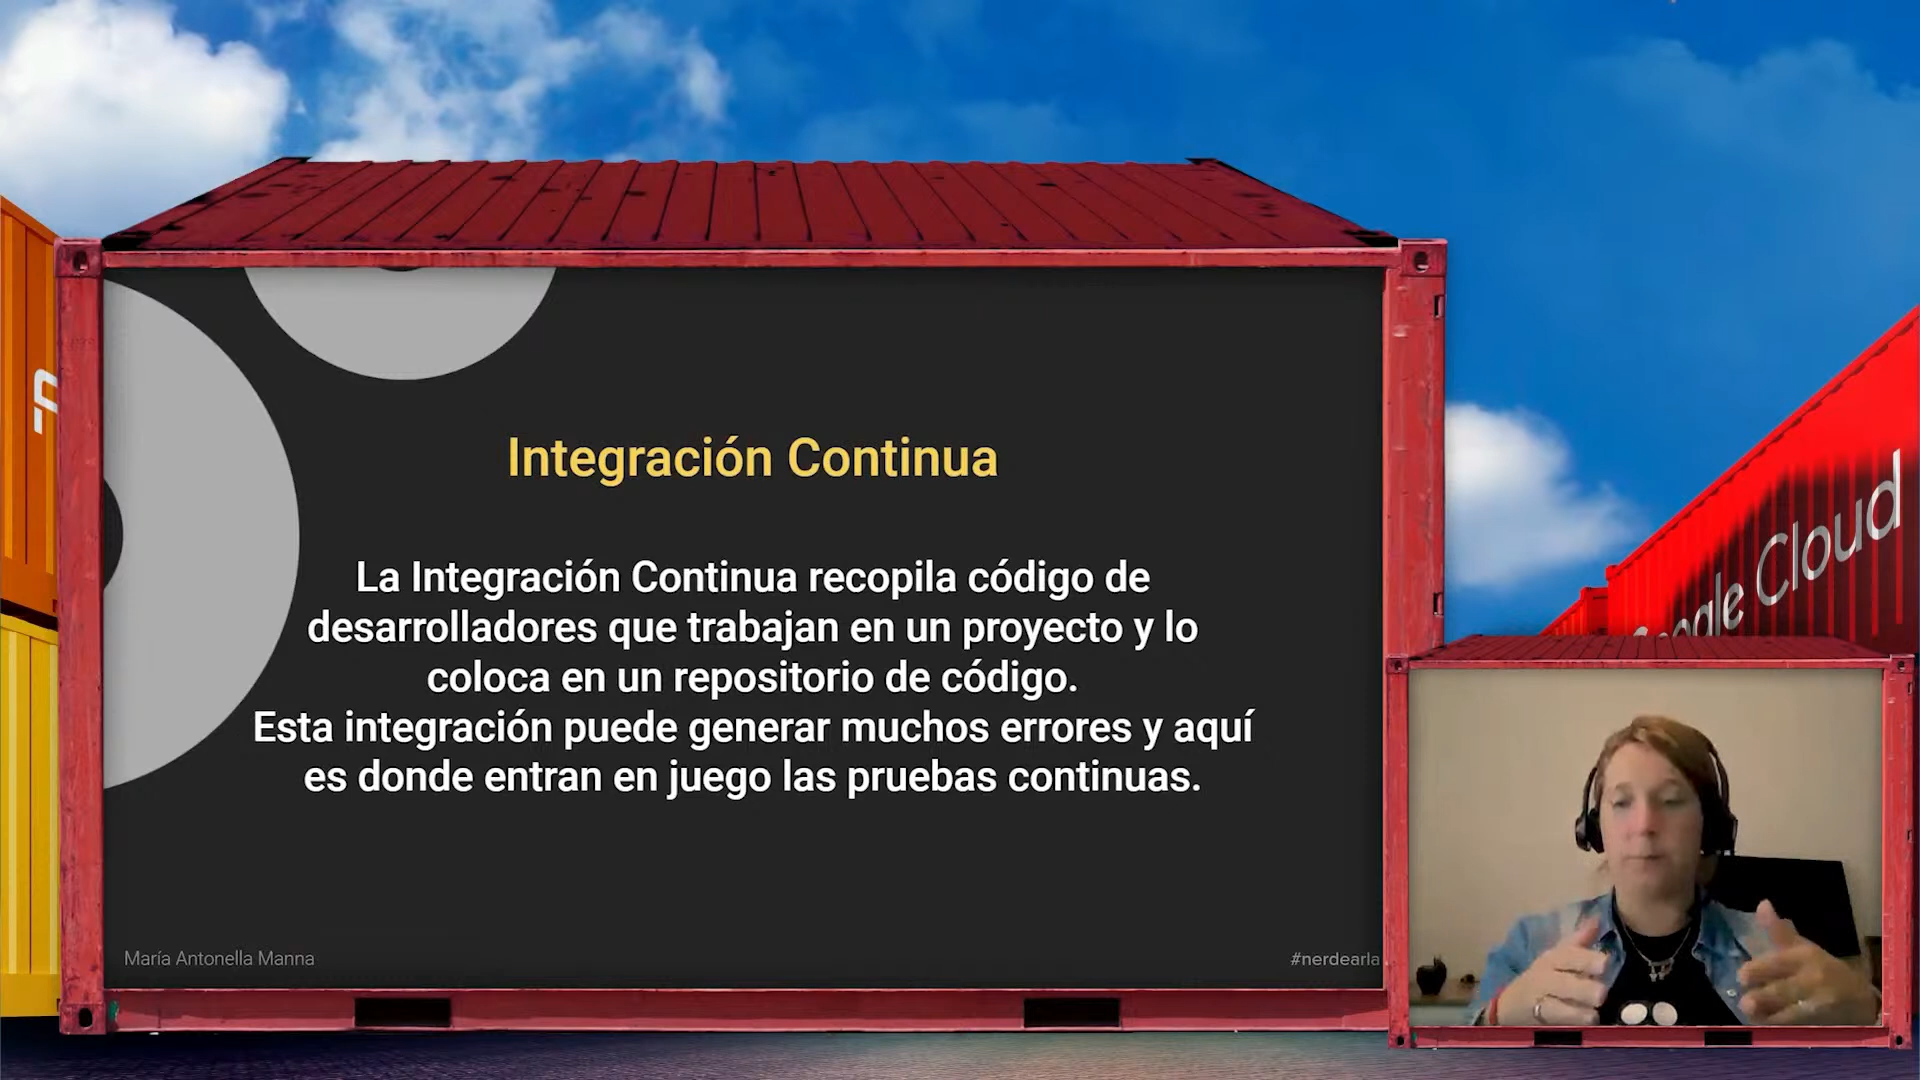 Integración Continua
La Integración Continua recopila código de
desarrolladores que trabajan en un proyecto y lo
coloca en un repositorio de código.
Esta integración puede generar muchos errores y aquí
es donde entran en juego las pruebas continuas.
María Antonella Manna
#nerdearla
Cloud